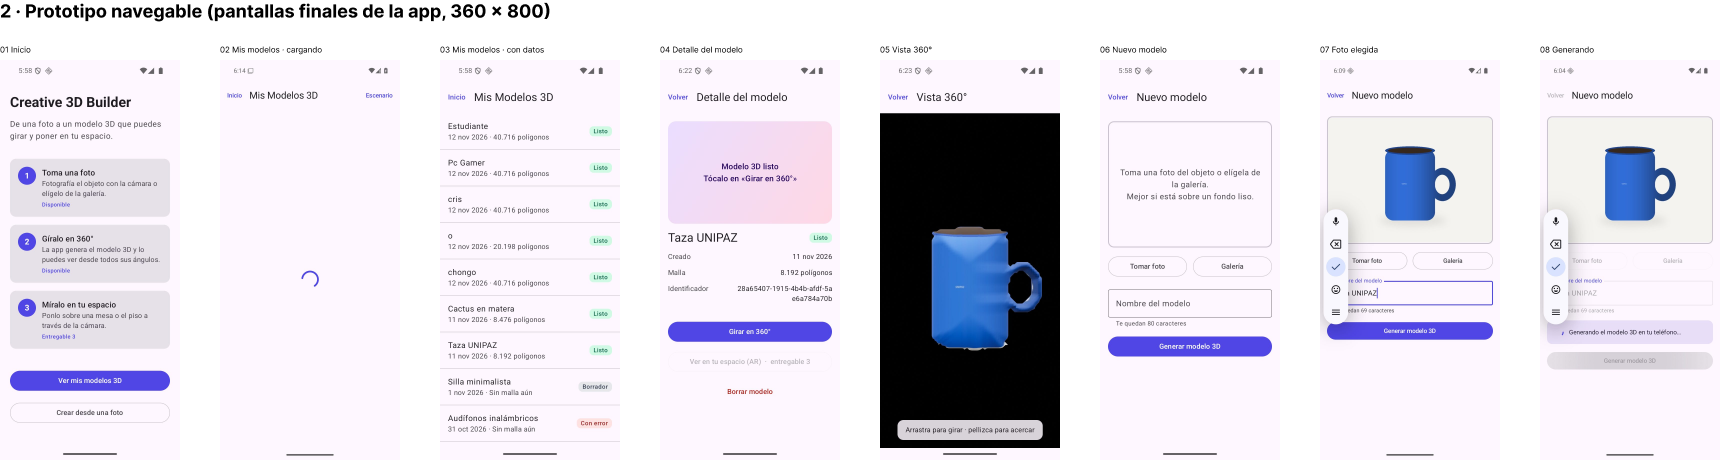 2 · Prototipo navegable (pantallas finales de la app, 360 × 800)
01 Inicio
5:58
Creative 3D Builder
De una foto a un modelo 3D que puedes
girar y poner en tu espacio.
1
Toma una foto
Fotografía el objeto con la cámara o
elígelo de la galería.
Disponible
2
Gíralo en 360°
La app genera el modelo 3D y lo
puedes ver desde todos sus ángulos.
Disponible
3
Míralo en tu espacio
Ponlo sobre una mesa o el piso a
través de la cámara.
Entregable 3
Ver mis modelos 3D
Crear desde una foto
02 Mis modelos · cargando
6:14
Inicio Mis Modelos 3D Escenario
03 Mis modelos · con datos
5:58
Inicio Mis Modelos 3D
Estudiante
12 nov 2026 · 40.716 polígonos
Listo
Pc Gamer
12 nov 2026 · 40.716 polígonos
Listo
cris
12 nov 2026 · 40.716 polígonos
Listo
o
12 nov 2026 · 20.198 polígonos
Listo
chongo
12 nov 2026 · 40.716 polígonos
Listo
Cactus en matera
11 nov 2026 · 8.476 polígonos
Listo
Taza UNIPAZ
11 nov 2026 · 8.192 polígonos
Listo
Silla minimalista
1 nov 2026 · Sin malla aún
Borrador
Audífonos inalámbricos
31 oct 2026 · Sin malla aún
Con error
04 Detalle del modelo
6:22
Volver Detalle del modelo
Modelo 3D listo
Tócalo en «Girar en 360°»
Taza UNIPAZ
Listo
Creado 11 nov 2026
Malla 8.192 polígonos
Identificador 28a65407-1915-4b4b-afdf-5a
e6a784a70b
Girar en 360°
Ver en tu espacio (AR) · entregable 3
Borrar modelo
05 Vista 360°
6:23
Volver Vista 360°
Arrastra para girar · pellizca para acercar
06 Nuevo modelo
5:58
Volver Nuevo modelo
Toma una foto del objeto o elígela de
la galería.
Mejor si está sobre un fondo liso.
Tomar foto Galería
Nombre del modelo
Te quedan 80 caracteres
Generar modelo 3D
07 Foto elegida
6:09
Volver Nuevo modelo
Tomar foto Galería
re del modelo
UNIPAZ
edan 69 caracteres
Generar modelo 3D
08 Generando
6:04
Volver Nuevo modelo
Tomar foto Galería
re del modelo
UNIPAZ
edan 69 caracteres
Generando el modelo 3D en tu teléfono...
Generar modelo 3D